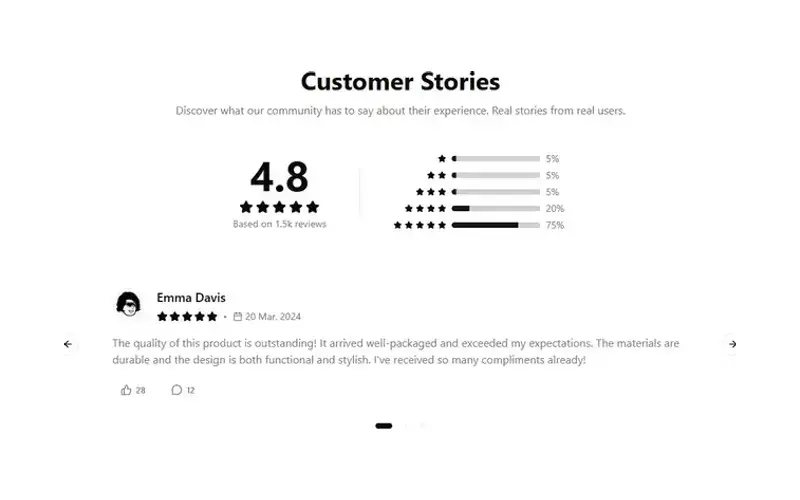 Customer Stories
Discover what our community has to say about their experience. Real stories from real users.
4.8
Based on 1.5k reviews
5%
5%
5%
20%
75%
Emma Davis
20 Mar. 2024
The quality of this product is outstanding! It arrived well-packaged and exceeded my expectations. The materials are
durable and the design is both functional and stylish. I've received so many compliments already!
28 12